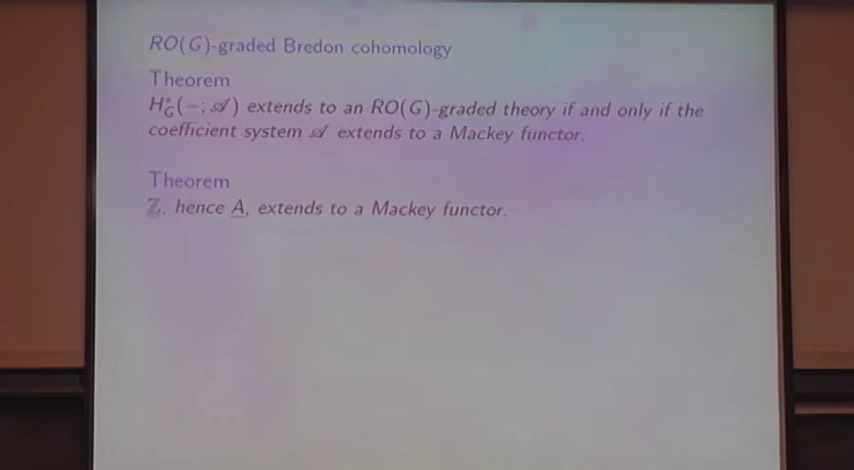 RO(G)-graded Bredon cohomology
Theorem
H*_G(−; 𝒜) extends to an RO(G)-graded theory if and only if the
coefficient system 𝒜 extends to a Mackey functor.
Theorem
ℤ, hence A̲, extends to a Mackey functor.